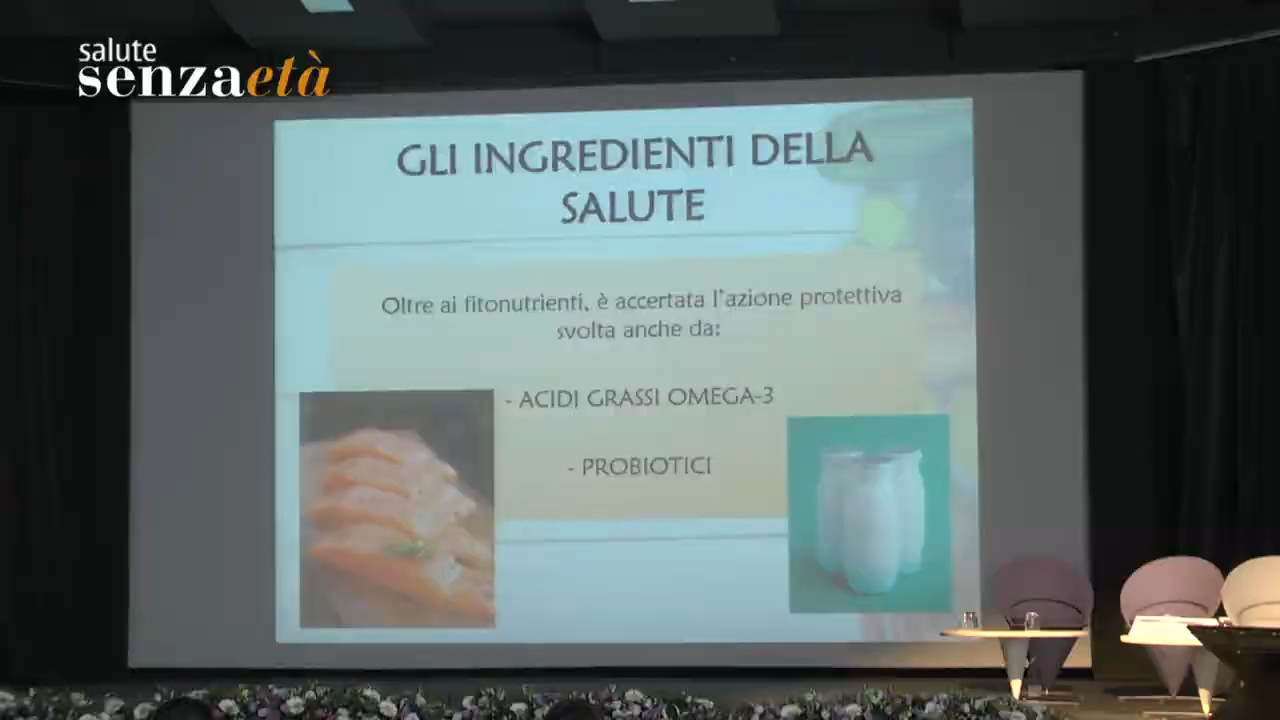 salute
senzaetà
GLI INGREDIENTI DELLA
SALUTE
Oltre ai fitonutrienti, è accertata l'azione protettiva
svolta anche da:
- ACIDI GRASSI OMEGA-3
- PROBIOTICI